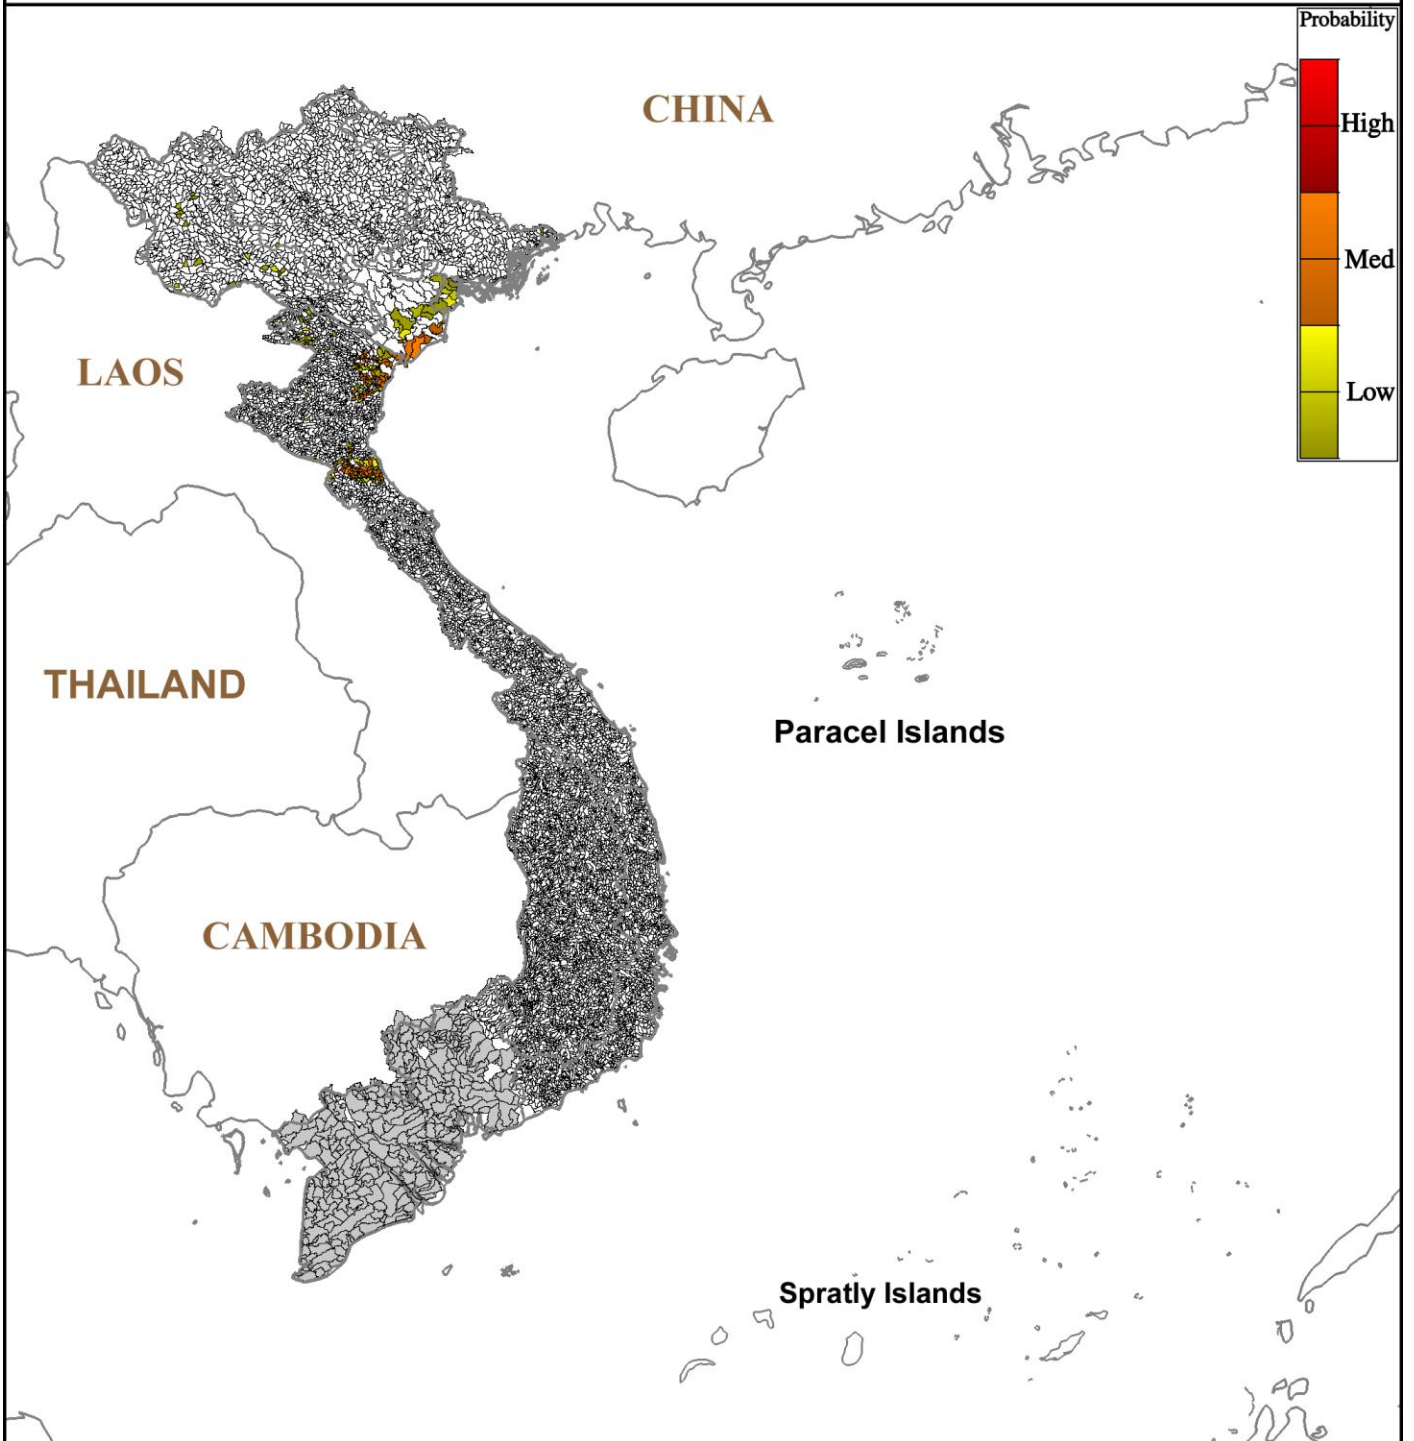 Probability
CHINA
High
Med
LAOS
Low
THAILAND
Paracel Islands
CAMBODIA
Spratly Islands